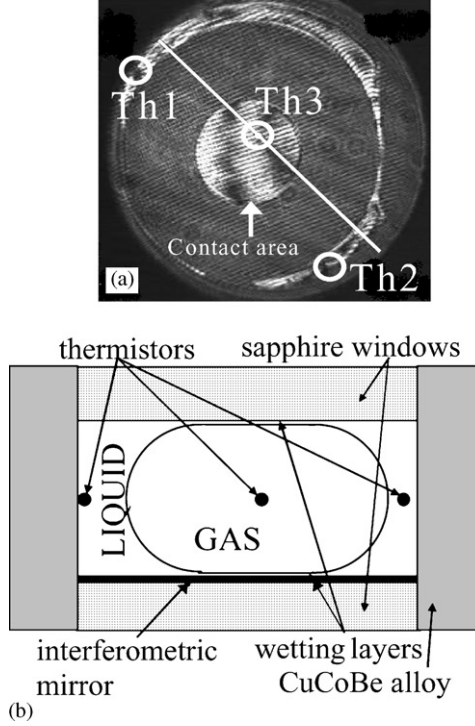 Th1
Th3
Contact area
(a)
Th2
thermistors
sapphire windows
LIQUID
GAS
interferometric
mirror
wetting layers
CuCoBe alloy
(b)